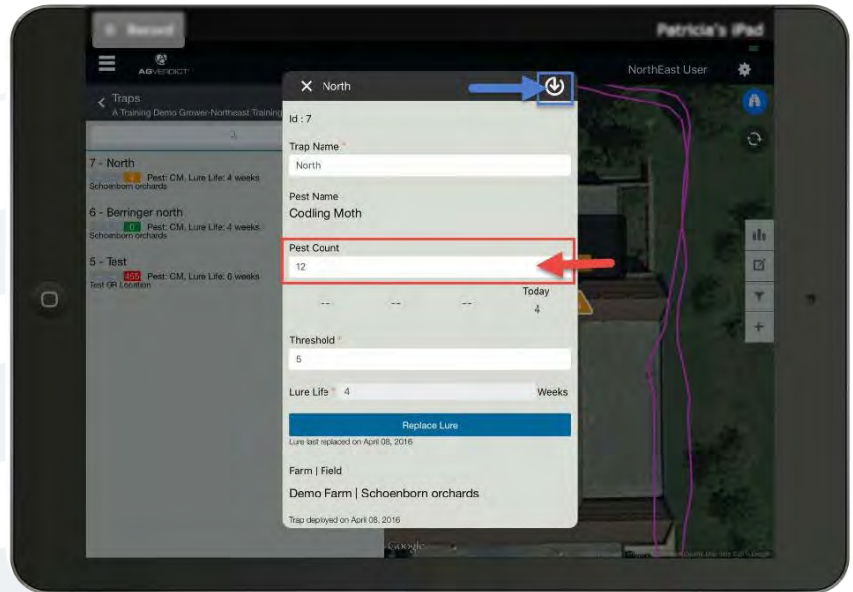 Patricia's iPad
AGVERDICT
NorthEast User
Traps
A Training Demo Grower-Northeast Training
7 - North
4 Pest: CM, Lure Life: 4 weeks
Schoenborn orchards
6 - Berringer north
0 Pest: CM, Lure Life: 4 weeks
Schoenborn orchards
5 - Test
455 Pest: CM, Lure Life: 6 weeks
Test GR Location
North
Id : 7
Trap Name *
North
Pest Name
Codling Moth
Pest Count
12
Today
-- -- -- 4
Threshold *
5
Lure Life * 4 Weeks
Replace Lure
Lure last replaced on April 08, 2016
Farm | Field
Demo Farm | Schoenborn orchards
Trap deployed on April 08, 2016
Google